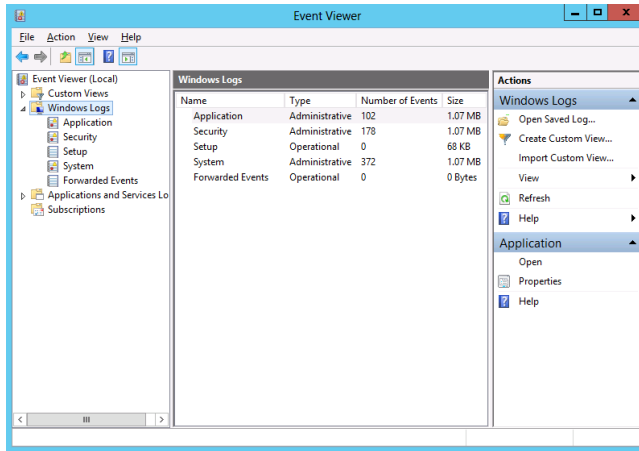 Event Viewer
File Action View Help
Event Viewer (Local)
Custom Views
Windows Logs
Application
Security
Setup
System
Forwarded Events
Applications and Services Lo
Subscriptions
Windows Logs
Name Type Number of Events Size
Application Administrative 102 1.07 MB
Security Administrative 178 1.07 MB
Setup Operational 0 68 KB
System Administrative 372 1.07 MB
Forwarded Events Operational 0 0 Bytes
Actions
Windows Logs
Open Saved Log...
Create Custom View...
Import Custom View...
View
Refresh
Help
Application
Open
Properties
Help